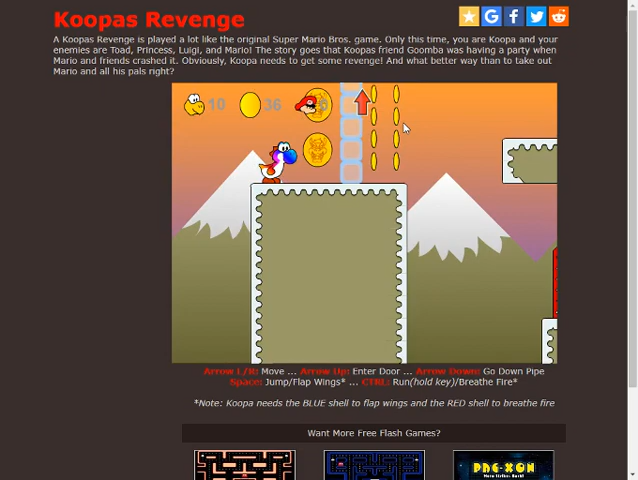 Koopas Revenge
A Koopas Revenge is played a lot like the original Super Mario Bros. game. Only this time, you are Koopa and your
enemies are Toad, Princess, Luigi, and Mario! The story goes that Koopas friend Goomba was having a party when
Mario and friends crashed it. Obviously, Koopa needs to get some revenge! And what better way than to take out
Mario and all his pals right?
10 36
Arrow L/R: Move ... Arrow Up: Enter Door ... Arrow Down: Go Down Pipe
Space: Jump/Flap Wings* ... CTRL: Run(hold key)/Breathe Fire*
*Note: Koopa needs the BLUE shell to flap wings and the RED shell to breathe fire
Want More Free Flash Games?
PAC-XON